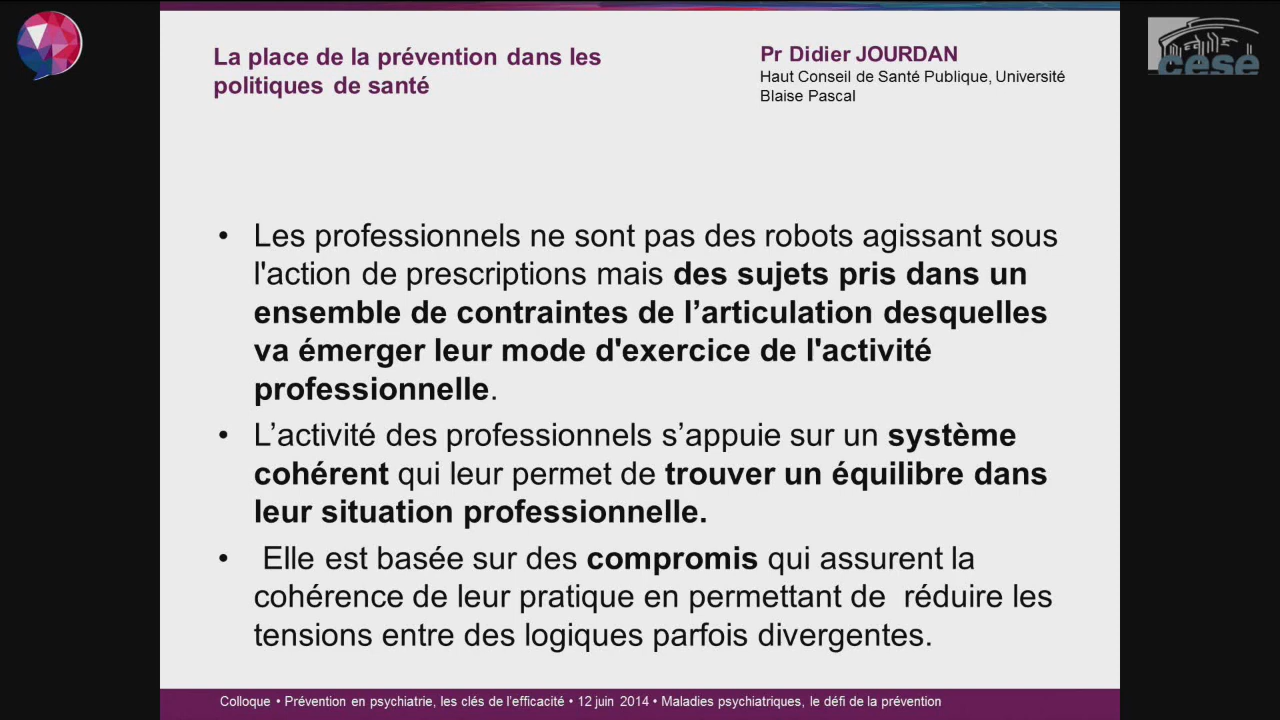 La place de la prévention dans les
politiques de santé
Pr Didier JOURDAN
Haut Conseil de Santé Publique, Université
Blaise Pascal
cese
• Les professionnels ne sont pas des robots agissant sous
l'action de prescriptions mais des sujets pris dans un
ensemble de contraintes de l’articulation desquelles
va émerger leur mode d'exercice de l'activité
professionnelle.
• L’activité des professionnels s’appuie sur un système
cohérent qui leur permet de trouver un équilibre dans
leur situation professionnelle.
• Elle est basée sur des compromis qui assurent la
cohérence de leur pratique en permettant de réduire les
tensions entre des logiques parfois divergentes.
Colloque • Prévention en psychiatrie, les clés de l’efficacité • 12 juin 2014 • Maladies psychiatriques, le défi de la prévention